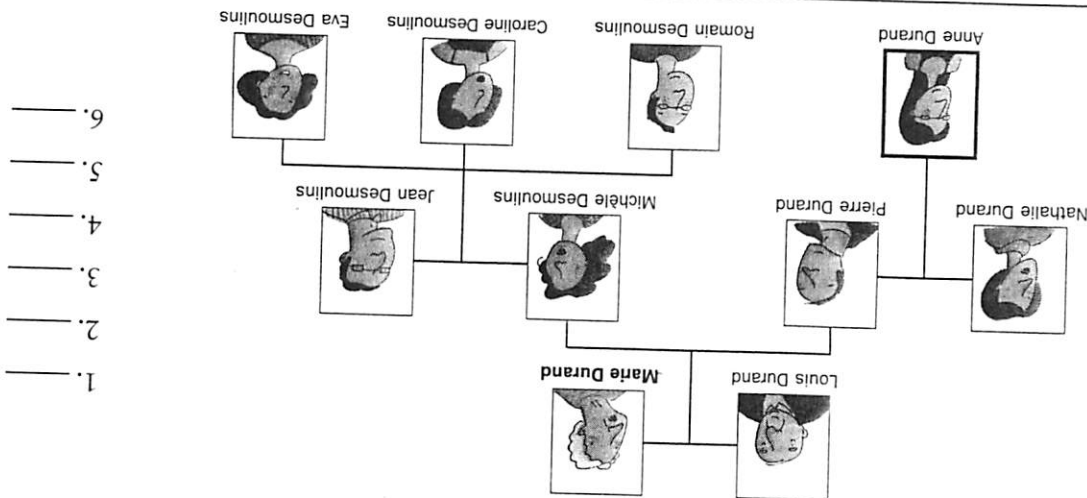 Louis Durand
Marie Durand
Nathalie Durand
Pierre Durand
Michèle Desmoulins
Jean Desmoulins
Anne Durand
Romain Desmoulins
Caroline Desmoulins
Eva Desmoulins
1.
2.
3.
4.
5.
6.